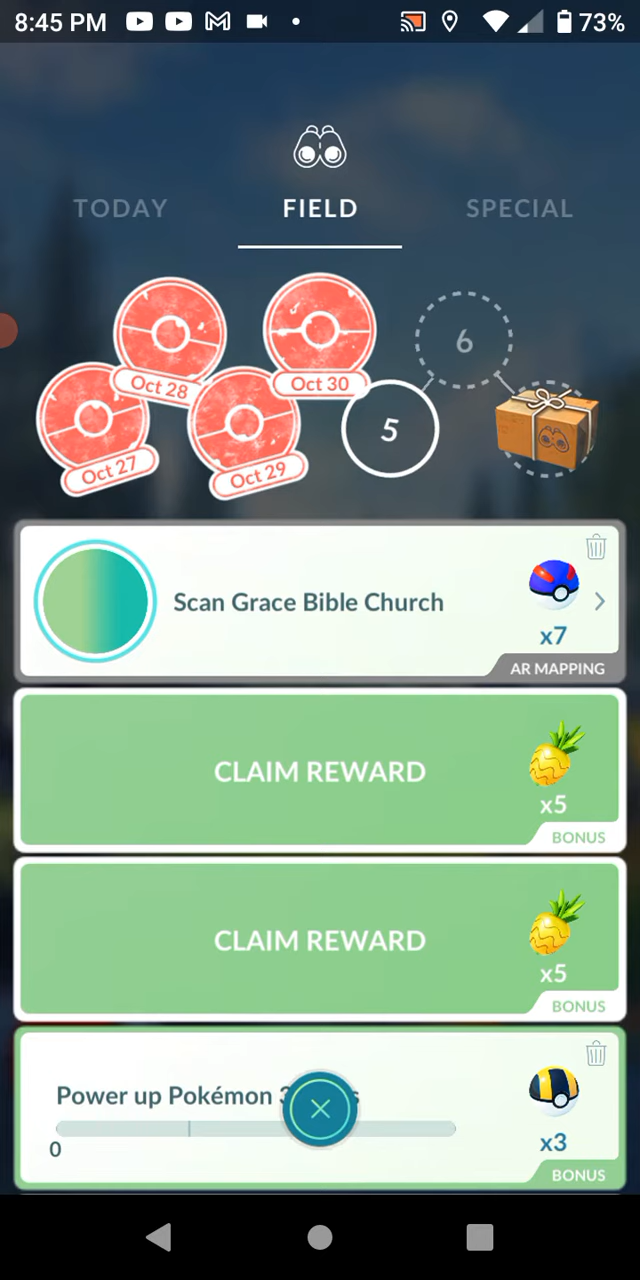 8:45 PM
73%
TODAY
FIELD
SPECIAL
Oct 28
Oct 30
6
5
Oct 27
Oct 29
Scan Grace Bible Church
x7
AR MAPPING
CLAIM REWARD
x5
BONUS
CLAIM REWARD
x5
BONUS
Power up Pokémon
0
x3
BONUS